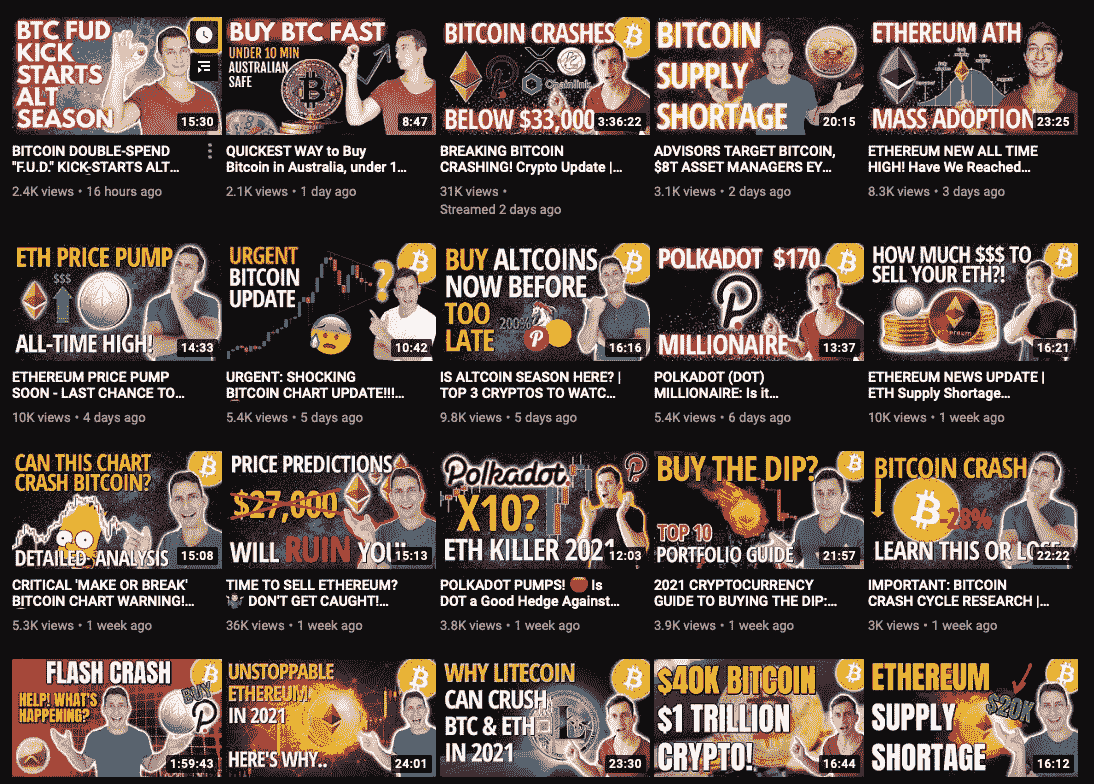 BTC FUD
KICK
STARTS
ALT
SEASON
15:30
BUY BTC FAST
UNDER 10 MIN
AUSTRALIAN
SAFE
8:47
BITCOIN CRASHES
Chainlink
BELOW $33,000
3:36:22
BITCOIN
SUPPLY
SHORTAGE
20:15
ETHEREUM ATH
MASS ADOPTION
23:25
BITCOIN DOUBLE-SPEND
"F.U.D." KICK-STARTS ALT...
2.4K views • 16 hours ago
QUICKEST WAY to Buy
Bitcoin in Australia, under 1...
2.1K views • 1 day ago
BREAKING BITCOIN
CRASHING! Crypto Update |...
31K views •
Streamed 2 days ago
ADVISORS TARGET BITCOIN,
$8T ASSET MANAGERS EY...
3.1K views • 2 days ago
ETHEREUM NEW ALL TIME
HIGH! Have We Reached...
8.3K views • 3 days ago
ETH PRICE PUMP
$$$
ALL-TIME HIGH!
14:33
URGENT
BITCOIN
UPDATE
10:42
BUY ALTCOINS
NOW BEFORE
TOO
LATE
200%
16:16
POLKADOT $170
MILLIONAIRE
13:37
HOW MUCH $$$ TO
SELL YOUR ETH?!
16:21
ETHEREUM PRICE PUMP
SOON - LAST CHANCE TO...
10K views • 4 days ago
URGENT: SHOCKING
BITCOIN CHART UPDATE!!!...
5.4K views • 5 days ago
IS ALTCOIN SEASON HERE? |
TOP 3 CRYPTOS TO WATC...
9.8K views • 5 days ago
POLKADOT (DOT)
MILLIONAIRE: Is it...
5.4K views • 6 days ago
ETHEREUM NEWS UPDATE |
ETH Supply Shortage...
10K views • 1 week ago
CAN THIS CHART
CRASH BITCOIN?
DETAILED ANALYSIS
15:08
PRICE PREDICTIONS
$27,000
WILL RUIN YOU
15:13
Polkadot
X10?
ETH KILLER 2021
12:03
BUY THE DIP?
TOP 10
PORTFOLIO GUIDE
21:57
BITCOIN CRASH
-28%
LEARN THIS OR LOSE
22:22
CRITICAL 'MAKE OR BREAK'
BITCOIN CHART WARNING!...
5.3K views • 1 week ago
TIME TO SELL ETHEREUM?
🤷🏻‍♂️ DON'T GET CAUGHT!...
36K views • 1 week ago
POLKADOT PUMPS! Is
DOT a Good Hedge Against...
3.8K views • 1 week ago
2021 CRYPTOCURRENCY
GUIDE TO BUYING THE DIP:...
3.9K views • 1 week ago
IMPORTANT: BITCOIN
CRASH CYCLE RESEARCH |...
3K views • 1 week ago
FLASH CRASH
HELP! WHAT'S
HAPPENING?
BUY
1:59:43
UNSTOPPABLE
ETHEREUM
IN 2021
HERE'S WHY..
24:01
WHY LITECOIN
CAN CRUSH
BTC & ETH
IN 2021
23:30
$40K BITCOIN
$1 TRILLION
CRYPTO!
16:44
ETHEREUM
$20K
SUPPLY
SHORTAGE
16:12